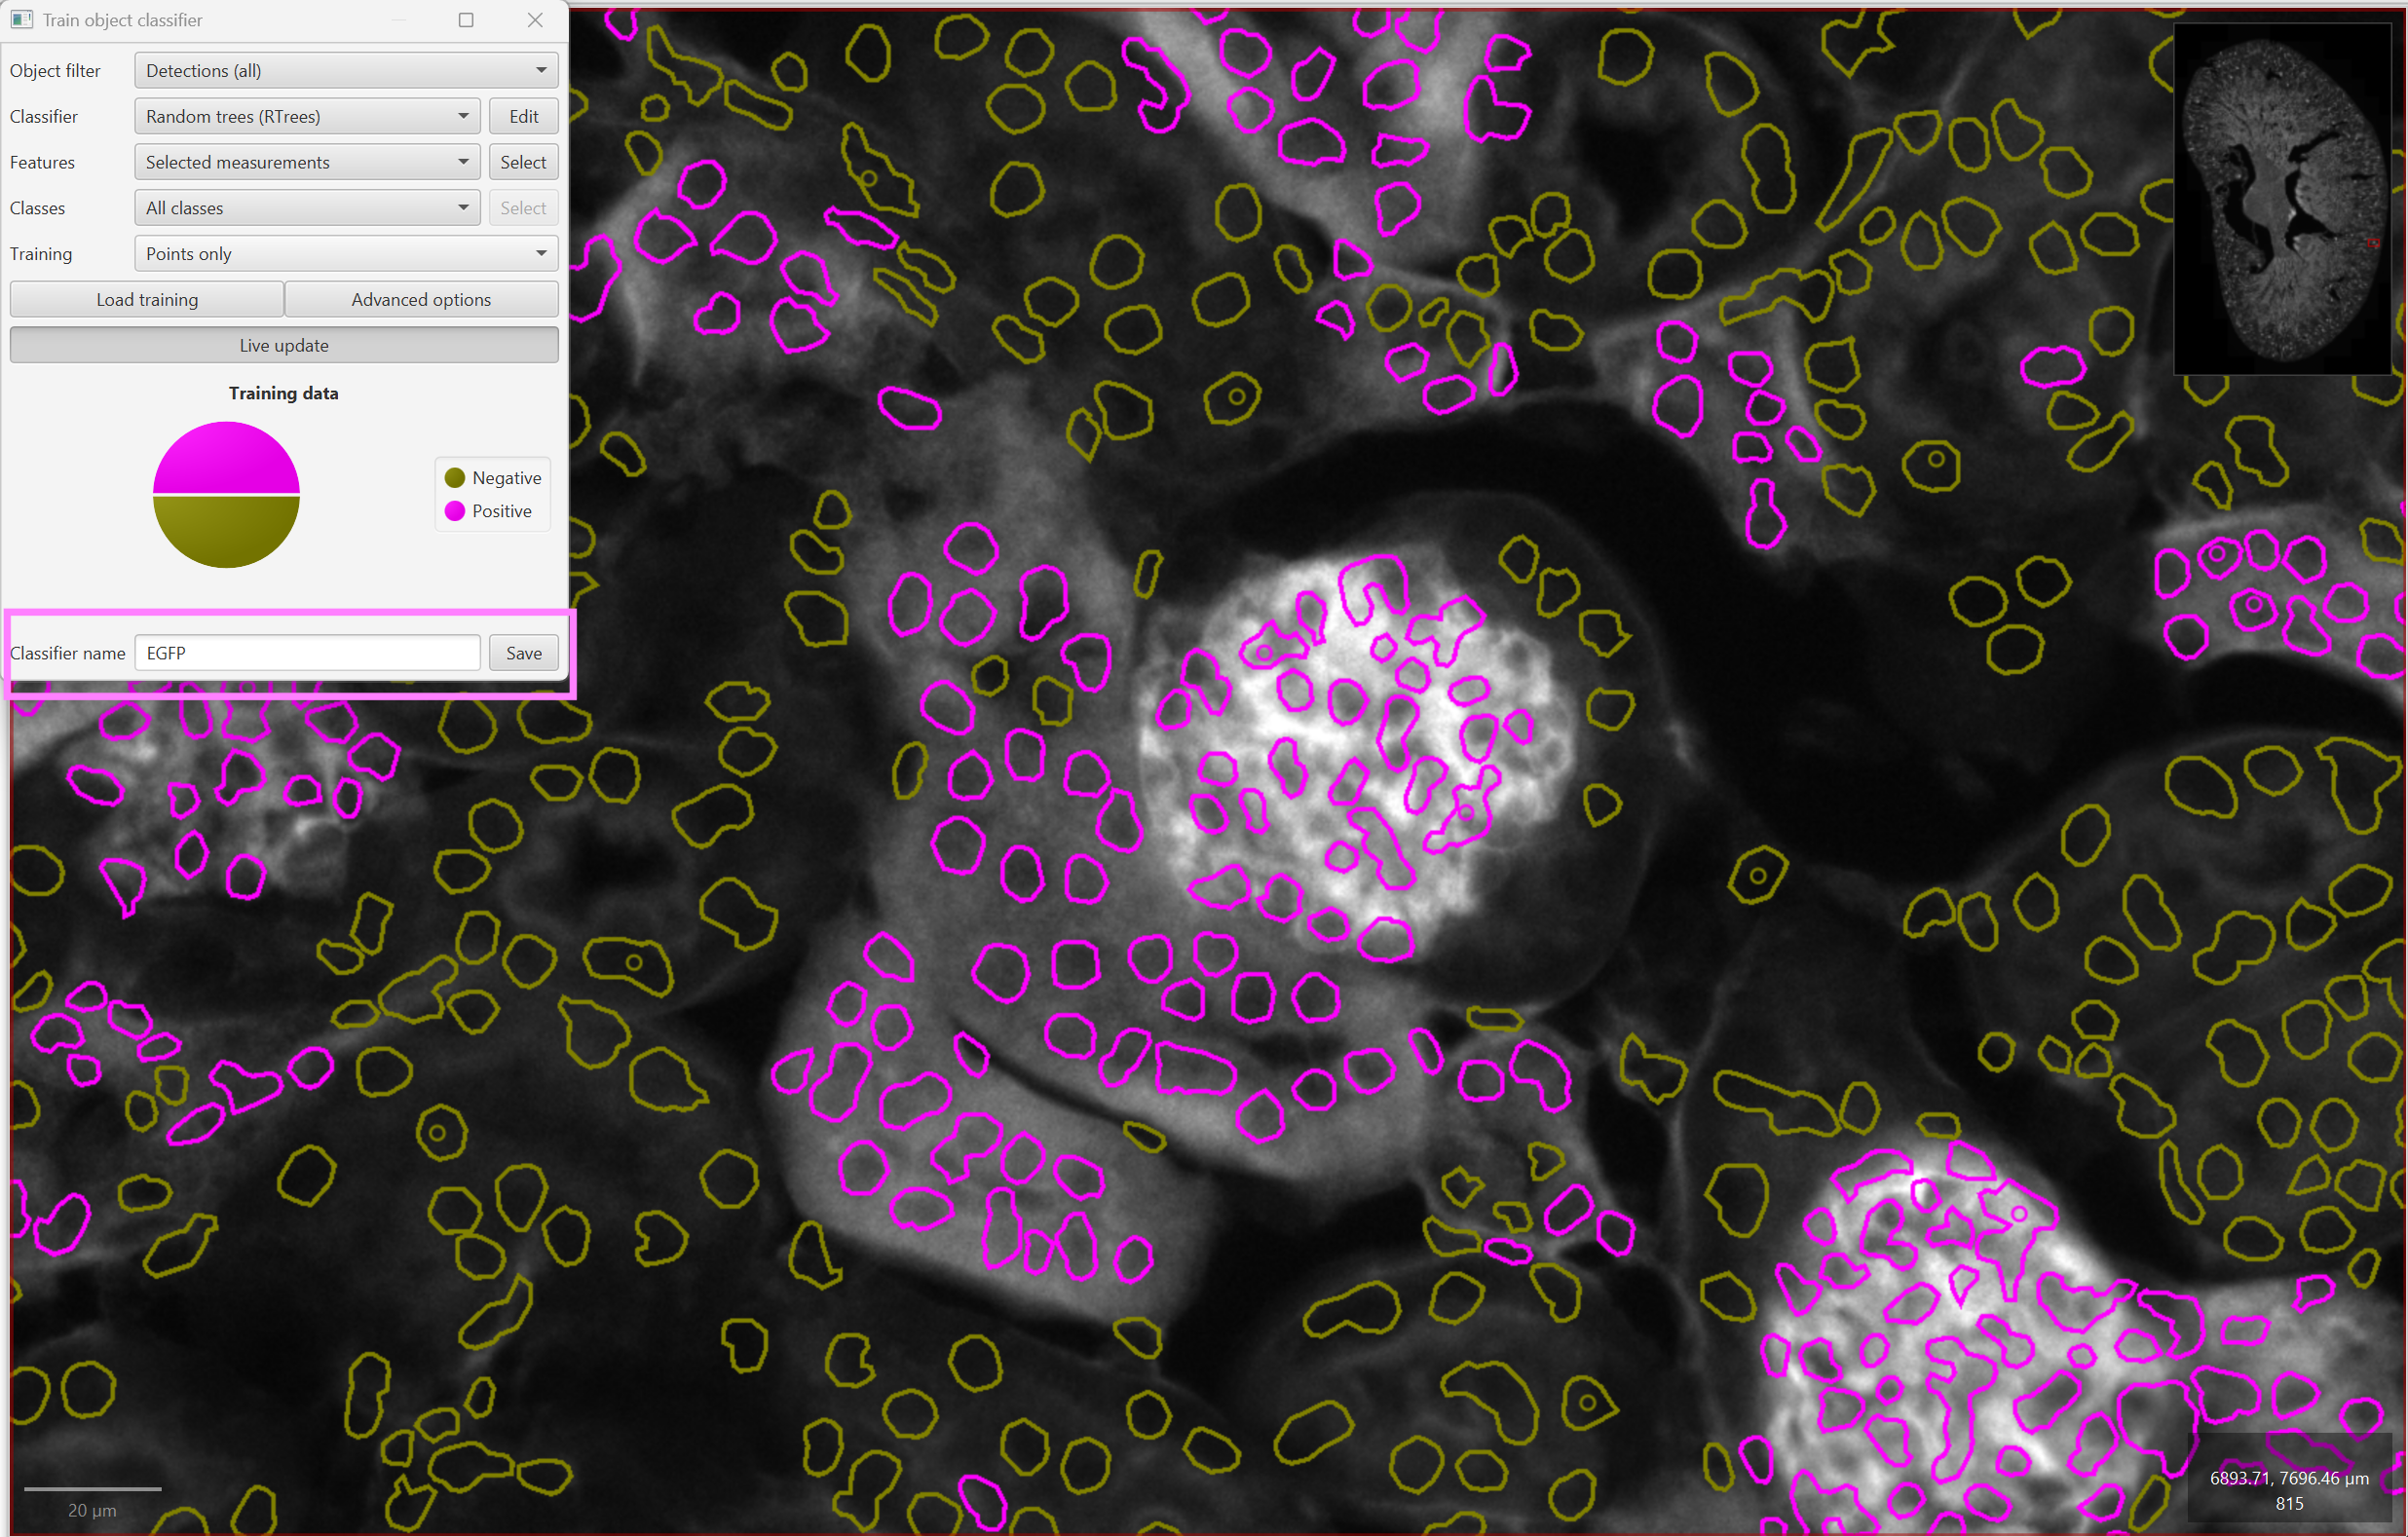 Train object classifier
Object filter Detections (all)
Classifier Random trees (RTrees) Edit
Features Selected measurements Select
Classes All classes Select
Training Points only
Load training Advanced options
Live update
Training data
Negative
Positive
Classifier name EGFP Save
20 µm
6893.71, 7696.46 µm
815